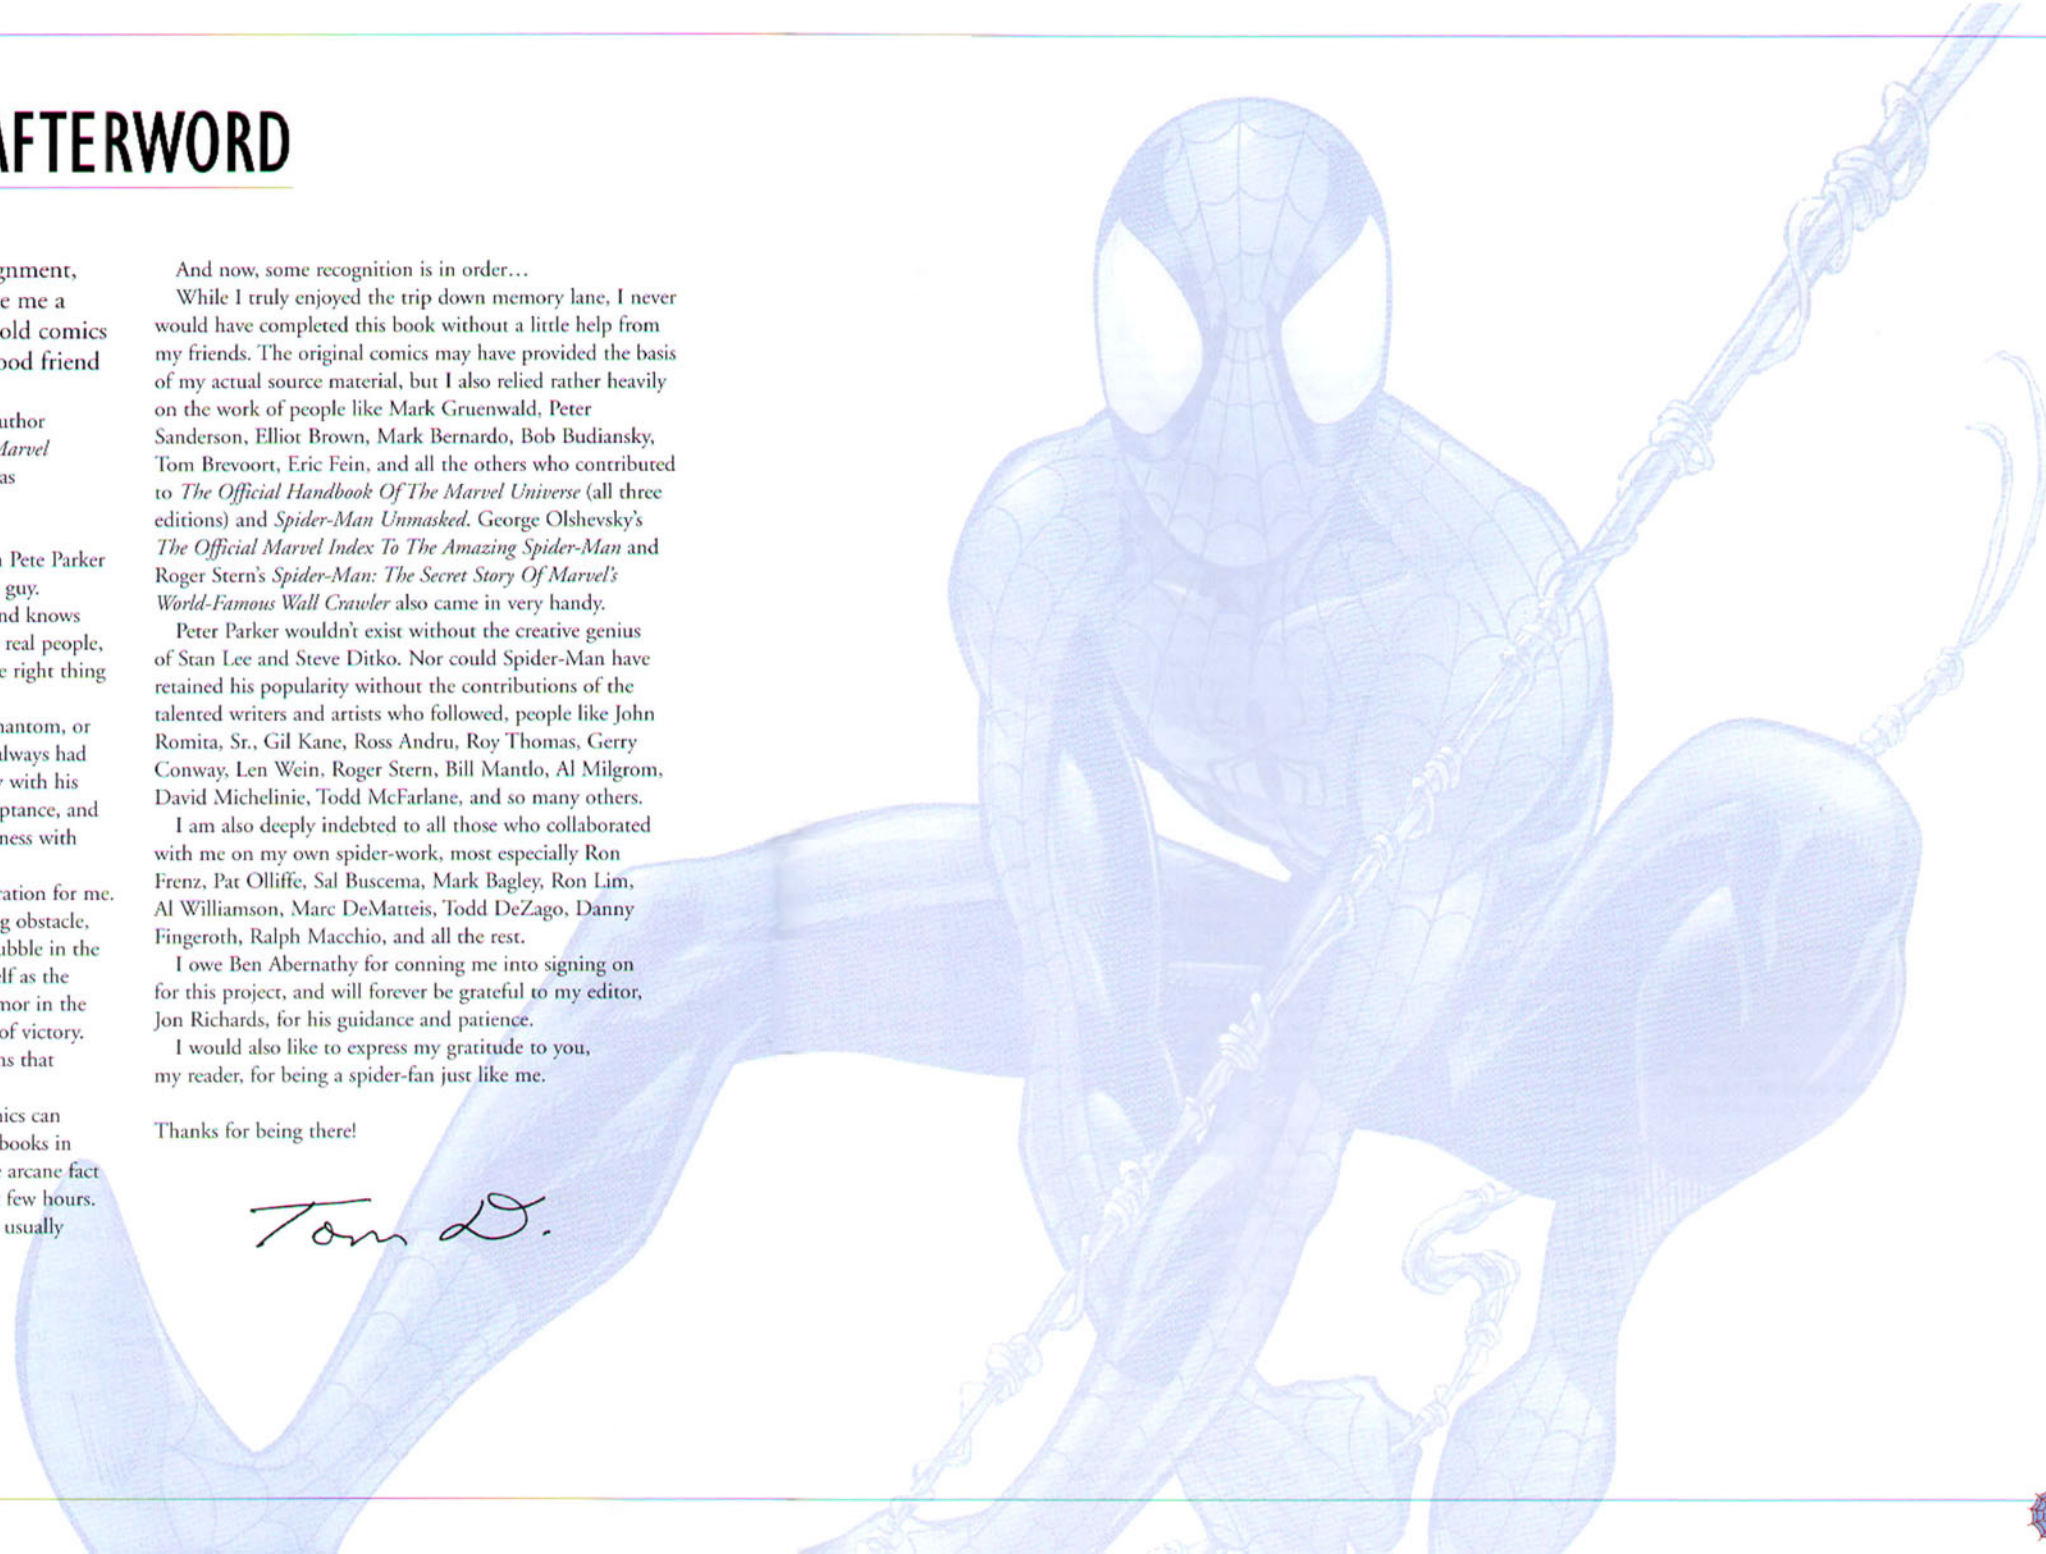 AFTERWORD
gnment,
e me a
old comics
ood friend
uthor
Marvel
as
Pete Parker
guy.
nd knows
real people,
e right thing
hantom, or
always had
with his
ptance, and
ness with
ration for me.
g obstacle,
ubble in the
elf as the
mor in the
of victory.
ns that
nics can
books in
arcane fact
few hours.
usually
And now, some recognition is in order...
While I truly enjoyed the trip down memory lane, I never
would have completed this book without a little help from
my friends. The original comics may have provided the basis
of my actual source material, but I also relied rather heavily
on the work of people like Mark Gruenwald, Peter
Sanderson, Elliot Brown, Mark Bernardo, Bob Budiansky,
Tom Brevoort, Eric Fein, and all the others who contributed
to The Official Handbook Of The Marvel Universe (all three
editions) and Spider-Man Unmasked. George Olshevsky's
The Official Marvel Index To The Amazing Spider-Man and
Roger Stern's Spider-Man: The Secret Story Of Marvel's
World-Famous Wall Crawler also came in very handy.
Peter Parker wouldn't exist without the creative genius
of Stan Lee and Steve Ditko. Nor could Spider-Man have
retained his popularity without the contributions of the
talented writers and artists who followed, people like John
Romita, Sr., Gil Kane, Ross Andru, Roy Thomas, Gerry
Conway, Len Wein, Roger Stern, Bill Mantlo, Al Milgrom,
David Michelinie, Todd McFarlane, and so many others.
I am also deeply indebted to all those who collaborated
with me on my own spider-work, most especially Ron
Frenz, Pat Olliffe, Sal Buscema, Mark Bagley, Ron Lim,
Al Williamson, Marc DeMatteis, Todd DeZago, Danny
Fingeroth, Ralph Macchio, and all the rest.
I owe Ben Abernathy for conning me into signing on
for this project, and will forever be grateful to my editor,
Jon Richards, for his guidance and patience.
I would also like to express my gratitude to you,
my reader, for being a spider-fan just like me.
Thanks for being there!
Tom D.